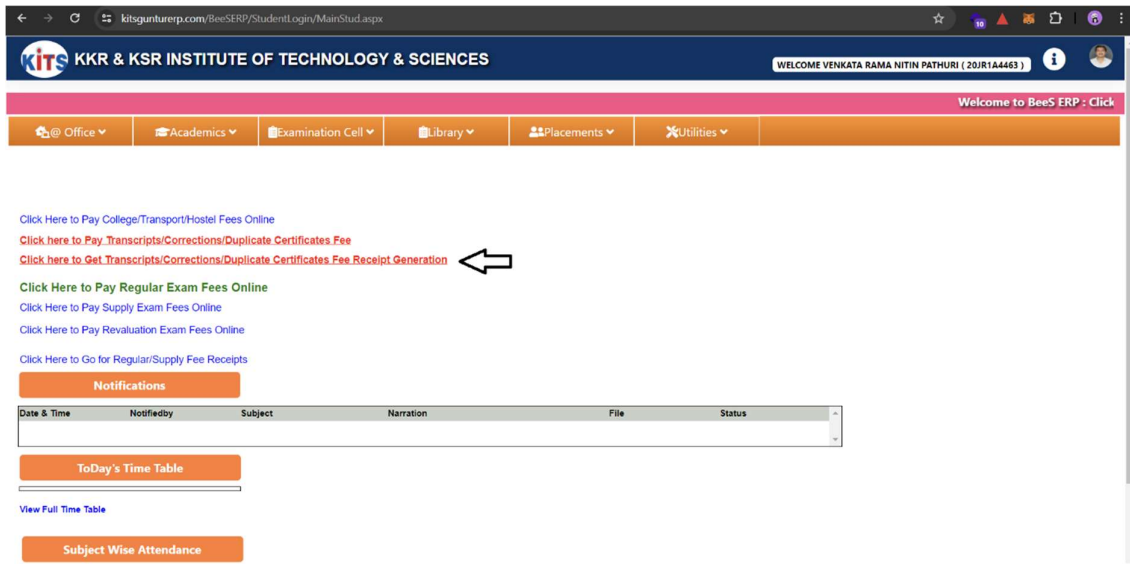 kitsgunturerp.com/BeeSERP/StudentLogin/MainStud.aspx
10
KITS KKR & KSR INSTITUTE OF TECHNOLOGY & SCIENCES
WELCOME VENKATA RAMA NITIN PATHURI ( 20JR1A4463 )
i
Welcome to BeeS ERP : Click
@ Office Academics Examination Cell Library Placements Utilities
Click Here to Pay College/Transport/Hostel Fees Online
Click here to Pay Transcripts/Corrections/Duplicate Certificates Fee
Click here to Get Transcripts/Corrections/Duplicate Certificates Fee Receipt Generation
Click Here to Pay Regular Exam Fees Online
Click Here to Pay Supply Exam Fees Online
Click Here to Pay Revaluation Exam Fees Online
Click Here to Go for Regular/Supply Fee Receipts
Notifications
Date & Time Notifiedby Subject Narration File Status
ToDay's Time Table
View Full Time Table
Subject Wise Attendance